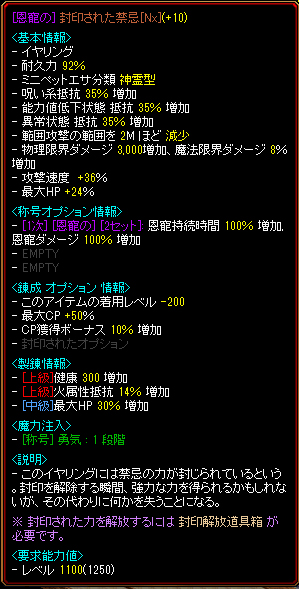 [恩寵の] 封印された禁忌[Nx](+10)
<基本情報>
- イヤリング
- 耐久力 92%
- ミニペットエサ分類 神霊型
- 呪い系抵抗 35% 増加
- 能力値低下状態 抵抗 35% 増加
- 異常状態 抵抗 35% 増加
- 範囲攻撃の範囲を 2M ほど 減少
- 物理限界ダメージ 3,000増加、魔法限界ダメージ 8%
増加
- 攻撃速度 +36%
- 最大HP +24%
<称号オプション情報>
- [1次] [恩寵の] [2セット]: 恩寵持続時間 100% 増加,
恩寵ダメージ 100% 増加
- EMPTY
- EMPTY
<錬成 オプション 情報>
- このアイテムの着用レベル -200
- 最大CP +50%
- CP獲得ボーナス 10% 増加
- 封印されたオプション
<製錬情報>
- [上級]健康 300 増加
- [上級]火属性抵抗 14% 増加
- [中級]最大HP 30% 増加
<魔力注入>
- [称号] 勇気 : 1 段階
<説明>
- このイヤリングには禁忌の力が封じられているという
。封印を解除する瞬間、強力な力を得られるかもしれな
いが、その代わりに何かを失うことになる。
※ 封印された力を解放するには 封印解放道具箱 が
必要です。
<要求能力値>
- レベル 1100(1250)